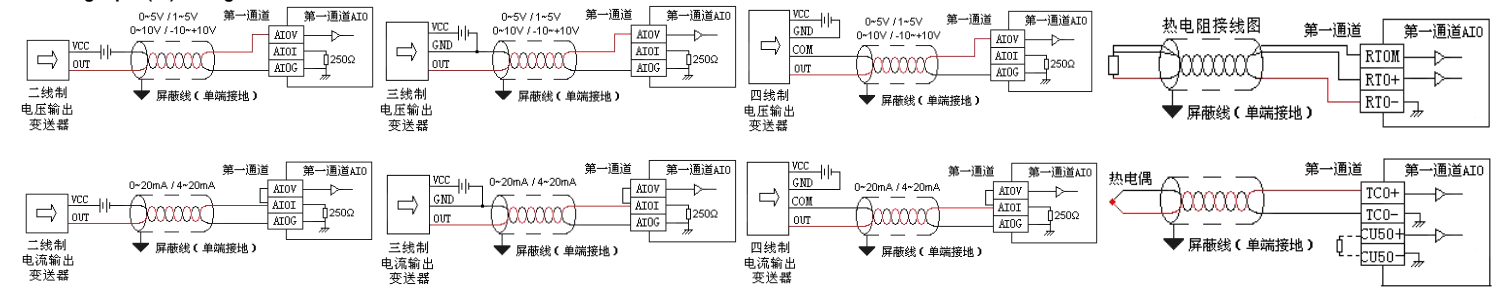 0~5V / 1~5V
0~10V / -10~+10V
第一通道
第一通道AI0
VCC
OUT
AI0V
AI0I
AI0G
250Ω
屏蔽线(单端接地)
二线制
电压输出
变送器
0~5V / 1~5V
0~10V / -10~+10V
第一通道
第一通道AI0
VCC
GND
OUT
AI0V
AI0I
AI0G
250Ω
屏蔽线(单端接地)
三线制
电压输出
变送器
0~5V / 1~5V
0~10V / -10~+10V
第一通道
第一通道AI0
VCC
GND
COM
OUT
AI0V
AI0I
AI0G
250Ω
屏蔽线(单端接地)
四线制
电压输出
变送器
热电阻接线图
第一通道
第一通道AI0
RT0M
RT0+
RT0-
屏蔽线(单端接地)
0~20mA / 4~20mA
第一通道
第一通道AI0
VCC
OUT
AI0V
AI0I
AI0G
250Ω
屏蔽线(单端接地)
二线制
电流输出
变送器
0~20mA / 4~20mA
第一通道
第一通道AI0
VCC
GND
OUT
AI0V
AI0I
AI0G
250Ω
屏蔽线(单端接地)
三线制
电流输出
变送器
0~20mA / 4~20mA
第一通道
第一通道AI0
VCC
GND
COM
OUT
AI0V
AI0I
AI0G
250Ω
屏蔽线(单端接地)
四线制
电流输出
变送器
热电偶
第一通道
第一通道AI0
TC0+
TC0-
CU50+
CU50-
屏蔽线(单端接地)